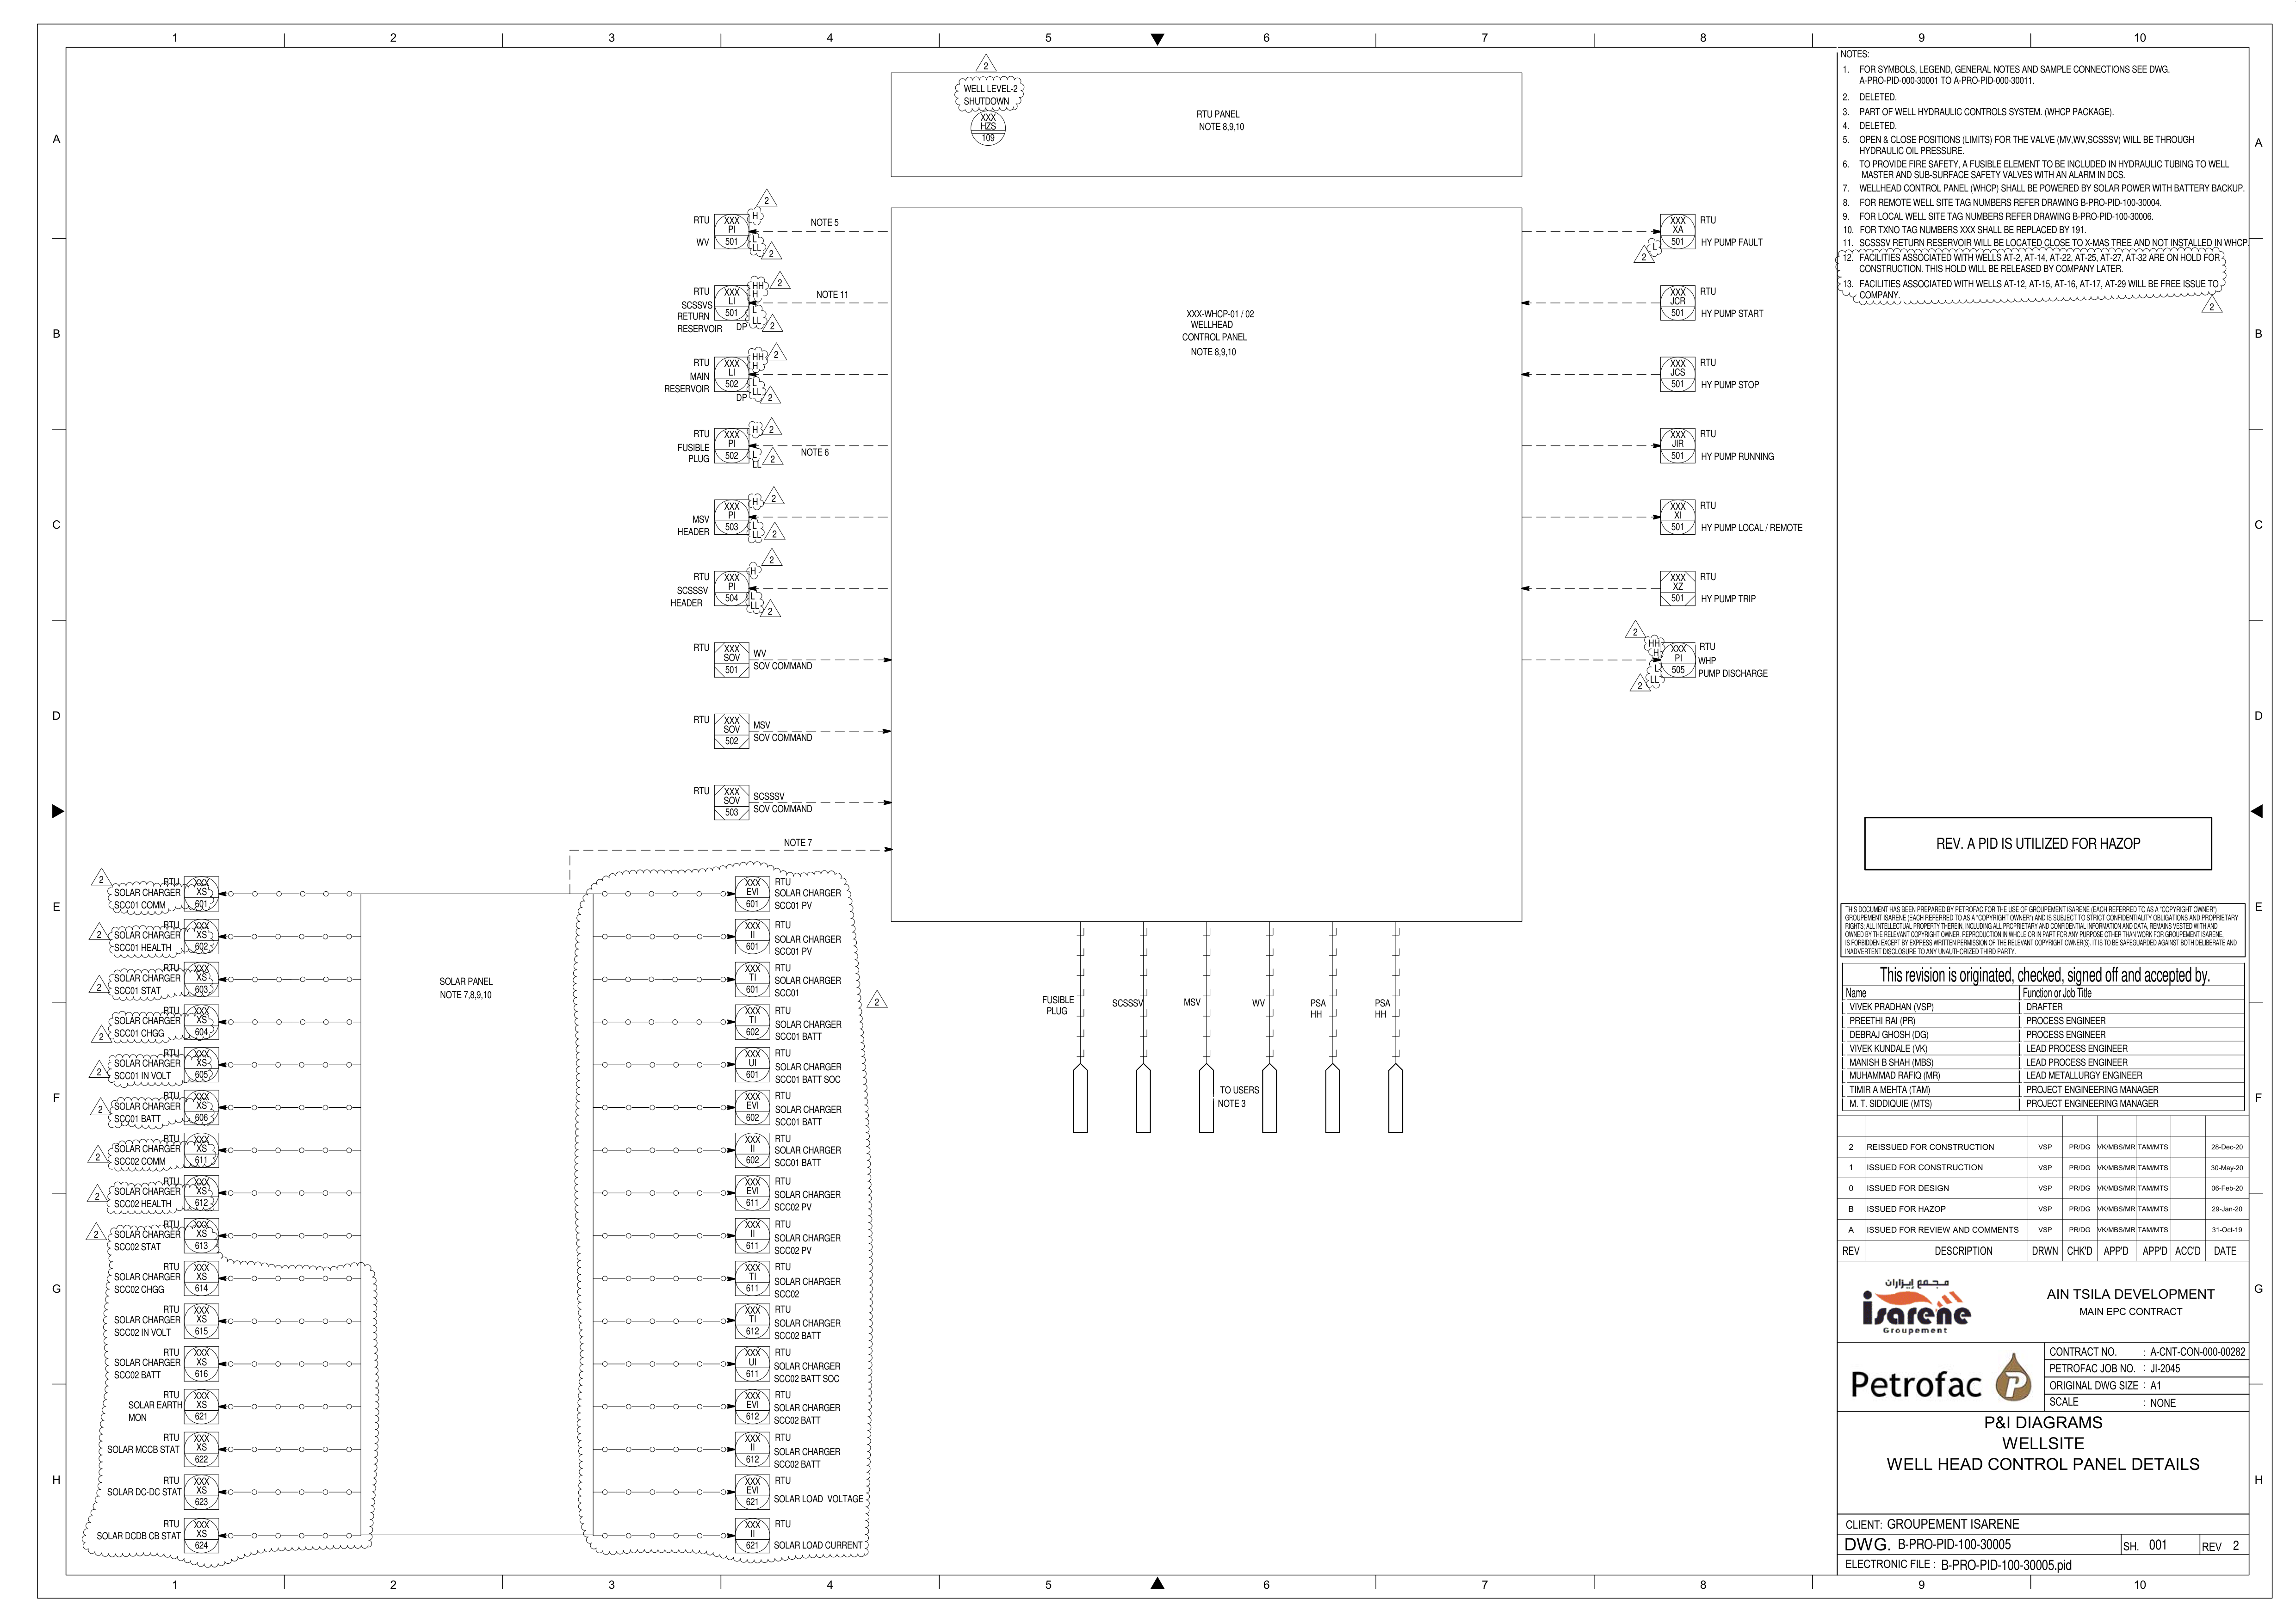 1 2 3 4 5 6 7 8 9 10
A
B
C
D
E
F
G
H
2
WELL LEVEL-2
SHUTDOWN
XXX
HZS
109
RTU PANEL
NOTE 8,9,10
XXX-WHCP-01 / 02
WELLHEAD
CONTROL PANEL
NOTE 8,9,10
RTU XXX H 2
PI NOTE 5
WV 501 L
LL 2
RTU XXX HH 2
SCSSVS LI H NOTE 11
RETURN 501 L
RESERVOIR DP LL 2
RTU XXX HH 2
MAIN LI H
RESERVOIR 502 L
DP LL 2
RTU XXX H 2
FUSIBLE PI NOTE 6
PLUG 502 L
LL 2
XXX H 2
MSV PI
HEADER 503 L
LL 2
RTU XXX H 2
SCSSSV PI
HEADER 504 L
LL 2
RTU XXX WV
SOV SOV COMMAND
501
RTU XXX MSV
SOV SOV COMMAND
502
RTU XXX SCSSSV
SOV SOV COMMAND
503
NOTE 7
XXX RTU
XA
501 HY PUMP FAULT
L 2
XXX RTU
JCR
501 HY PUMP START
XXX RTU
JCS
501 HY PUMP STOP
XXX RTU
JIR
501 HY PUMP RUNNING
XXX RTU
XI
501 HY PUMP LOCAL / REMOTE
XXX RTU
XZ
501 HY PUMP TRIP
2 HH XXX RTU
H PI WHP
L 505 PUMP DISCHARGE
2 LL
2 RTU XXX
SOLAR CHARGER XS
SCC01 COMM 601
2 RTU XXX
SOLAR CHARGER XS
SCC01 HEALTH 602
2 RTU XXX
SOLAR CHARGER XS
SCC01 STAT 603
2 RTU XXX
SOLAR CHARGER XS
SCC01 CHGG 604
2 RTU XXX
SOLAR CHARGER XS
SCC01 IN VOLT 605
2 RTU XXX
SOLAR CHARGER XS
SCC01 BATT 606
2 RTU XXX
SOLAR CHARGER XS
SCC02 COMM 611
2 RTU XXX
SOLAR CHARGER XS
SCC02 HEALTH 612
2 RTU XXX
SOLAR CHARGER XS
SCC02 STAT 613
RTU XXX
SOLAR CHARGER XS
SCC02 CHGG 614
RTU XXX
SOLAR CHARGER XS
SCC02 IN VOLT 615
RTU XXX
SOLAR CHARGER XS
SCC02 BATT 616
RTU XXX
SOLAR EARTH XS
MON 621
RTU XXX
SOLAR MCCB STAT XS
622
RTU XXX
SOLAR DC-DC STAT XS
623
RTU XXX
SOLAR DCDB CB STAT XS
624
SOLAR PANEL
NOTE 7,8,9,10
XXX RTU
EVI SOLAR CHARGER
601 SCC01 PV
XXX RTU
II SOLAR CHARGER
601 SCC01 PV
XXX RTU
TI SOLAR CHARGER
601 SCC01
2
XXX RTU
TI SOLAR CHARGER
602 SCC01 BATT
XXX RTU
UI SOLAR CHARGER
601 SCC01 BATT SOC
XXX RTU
EVI SOLAR CHARGER
602 SCC01 BATT
XXX RTU
II SOLAR CHARGER
602 SCC01 BATT
XXX RTU
EVI SOLAR CHARGER
611 SCC02 PV
XXX RTU
II SOLAR CHARGER
611 SCC02 PV
XXX RTU
TI SOLAR CHARGER
611 SCC02
XXX RTU
TI SOLAR CHARGER
612 SCC02 BATT
XXX RTU
UI SOLAR CHARGER
611 SCC02 BATT SOC
XXX RTU
EVI SOLAR CHARGER
612 SCC02 BATT
XXX RTU
II SOLAR CHARGER
612 SCC02 BATT
XXX RTU
EVI
621 SOLAR LOAD VOLTAGE
XXX RTU
II
621 SOLAR LOAD CURRENT
FUSIBLE SCSSSV MSV WV PSA PSA
PLUG HH HH
TO USERS
NOTE 3
NOTES:
1. FOR SYMBOLS, LEGEND, GENERAL NOTES AND SAMPLE CONNECTIONS SEE DWG.
A-PRO-PID-000-30001 TO A-PRO-PID-000-30011.
2. DELETED.
3. PART OF WELL HYDRAULIC CONTROLS SYSTEM. (WHCP PACKAGE).
4. DELETED.
5. OPEN & CLOSE POSITIONS (LIMITS) FOR THE VALVE (MV,WV,SCSSSV) WILL BE THROUGH
HYDRAULIC OIL PRESSURE.
6. TO PROVIDE FIRE SAFETY, A FUSIBLE ELEMENT TO BE INCLUDED IN HYDRAULIC TUBING TO WELL
MASTER AND SUB-SURFACE SAFETY VALVES WITH AN ALARM IN DCS.
7. WELLHEAD CONTROL PANEL (WHCP) SHALL BE POWERED BY SOLAR POWER WITH BATTERY BACKUP.
8. FOR REMOTE WELL SITE TAG NUMBERS REFER DRAWING B-PRO-PID-100-30004.
9. FOR LOCAL WELL SITE TAG NUMBERS REFER DRAWING B-PRO-PID-100-30006.
10. FOR TXNO TAG NUMBERS XXX SHALL BE REPLACED BY 191.
11. SCSSSV RETURN RESERVOIR WILL BE LOCATED CLOSE TO X-MAS TREE AND NOT INSTALLED IN WHCP.
12. FACILITIES ASSOCIATED WITH WELLS AT-2, AT-14, AT-22, AT-25, AT-27, AT-32 ARE ON HOLD FOR
CONSTRUCTION. THIS HOLD WILL BE RELEASED BY COMPANY LATER.
13. FACILITIES ASSOCIATED WITH WELLS AT-12, AT-15, AT-16, AT-17, AT-29 WILL BE FREE ISSUE TO
COMPANY.
2
REV. A PID IS UTILIZED FOR HAZOP
THIS DOCUMENT HAS BEEN PREPARED BY PETROFAC FOR THE USE OF GROUPEMENT ISARENE (EACH REFERRED TO AS A "COPYRIGHT OWNER")
GROUPEMENT ISARENE (EACH REFERRED TO AS A "COPYRIGHT OWNER") AND IS SUBJECT TO STRICT CONFIDENTIALITY OBLIGATIONS AND PROPRIETARY
RIGHTS; ALL INTELLECTUAL PROPERTY THEREIN, INCLUDING ALL PROPRIETARY AND CONFIDENTIAL INFORMATION AND DATA, REMAINS VESTED WITH AND
OWNED BY THE RELEVANT COPYRIGHT OWNER. REPRODUCTION IN WHOLE OR IN PART FOR ANY PURPOSE OTHER THAN WORK FOR GROUPEMENT ISARENE,
IS FORBIDDEN EXCEPT BY EXPRESS WRITTEN PERMISSION OF THE RELEVANT COPYRIGHT OWNER(S). IT IS TO BE SAFEGUARDED AGAINST BOTH DELIBERATE AND
INADVERTENT DISCLOSURE TO ANY UNAUTHORIZED THIRD PARTY.
This revision is originated, checked, signed off and accepted by.
Name Function or Job Title
VIVEK PRADHAN (VSP) DRAFTER
PREETHI RAI (PR) PROCESS ENGINEER
DEBRAJ GHOSH (DG) PROCESS ENGINEER
VIVEK KUNDALE (VK) LEAD PROCESS ENGINEER
MANISH B SHAH (MBS) LEAD PROCESS ENGINEER
MUHAMMAD RAFIQ (MR) LEAD METALLURGY ENGINEER
TIMIR A MEHTA (TAM) PROJECT ENGINEERING MANAGER
M. T. SIDDIQUIE (MTS) PROJECT ENGINEERING MANAGER
2 REISSUED FOR CONSTRUCTION VSP PR/DG VK/MBS/MR TAM/MTS 28-Dec-20
1 ISSUED FOR CONSTRUCTION VSP PR/DG VK/MBS/MR TAM/MTS 30-May-20
0 ISSUED FOR DESIGN VSP PR/DG VK/MBS/MR TAM/MTS 06-Feb-20
B ISSUED FOR HAZOP VSP PR/DG VK/MBS/MR TAM/MTS 29-Jan-20
A ISSUED FOR REVIEW AND COMMENTS VSP PR/DG VK/MBS/MR TAM/MTS 31-Oct-19
REV DESCRIPTION DRWN CHK'D APP'D APP'D ACC'D DATE
مجمع إيزاران
isarene
Groupement
AIN TSILA DEVELOPMENT
MAIN EPC CONTRACT
Petrofac
CONTRACT NO. : A-CNT-CON-000-00282
PETROFAC JOB NO. : JI-2045
ORIGINAL DWG SIZE : A1
SCALE : NONE
P&I DIAGRAMS
WELLSITE
WELL HEAD CONTROL PANEL DETAILS
CLIENT: GROUPEMENT ISARENE
DWG. B-PRO-PID-100-30005 SH. 001 REV 2
ELECTRONIC FILE : B-PRO-PID-100-30005.pid
A
B
C
D
E
F
G
H
1 2 3 4 5 6 7 8 9 10